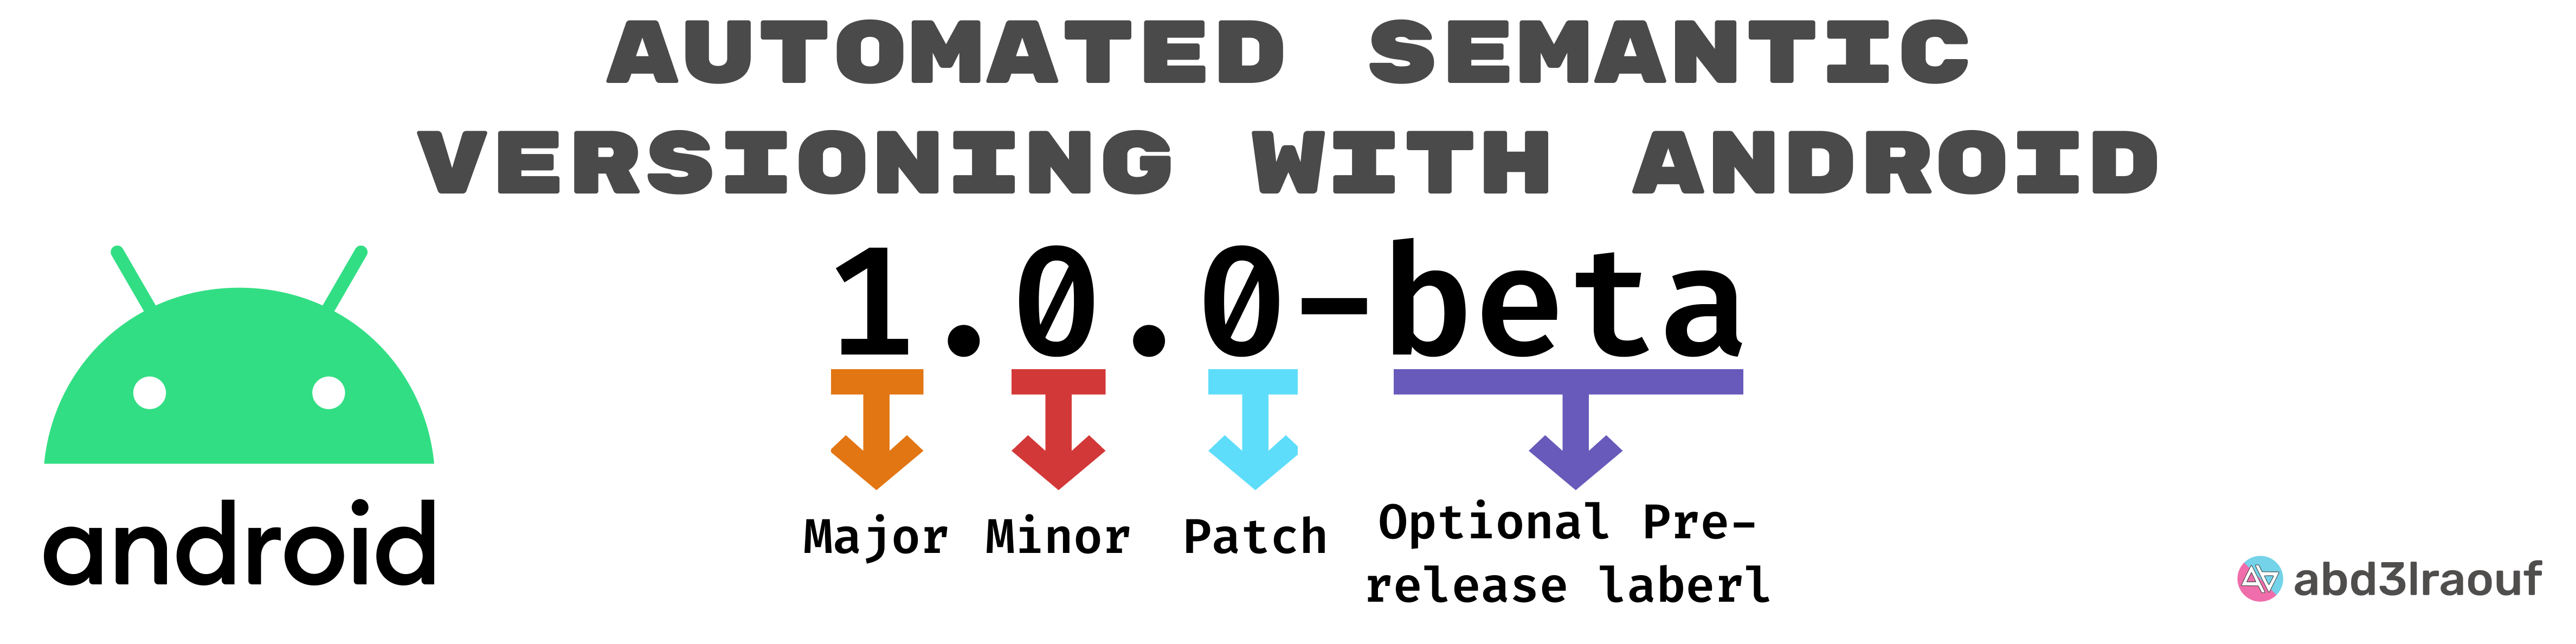 AUTOMATED SEMANTIC
VERSIONING WITH ANDROID
1.0.0-beta
Major Minor Patch Optional Pre-
release laberl
android
abd3lraouf